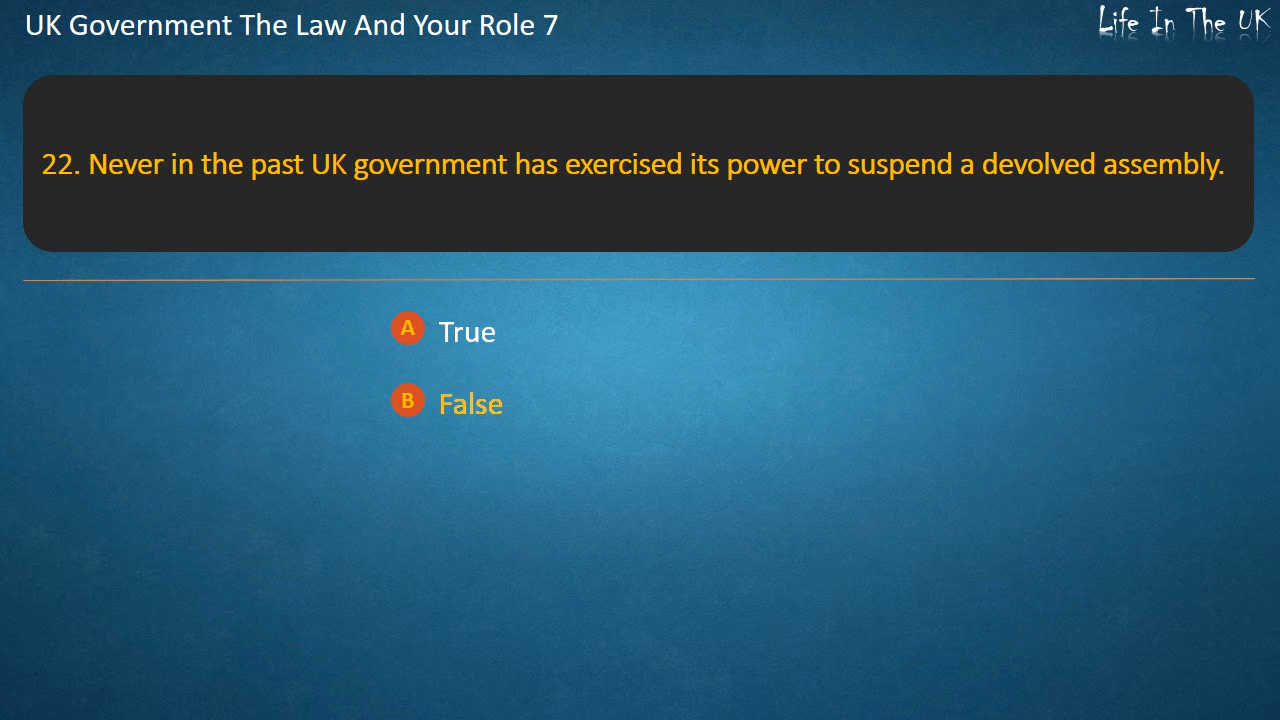 UK Government The Law And Your Role 7
Life In The UK
22. Never in the past UK government has exercised its power to suspend a devolved assembly.
A True
B False